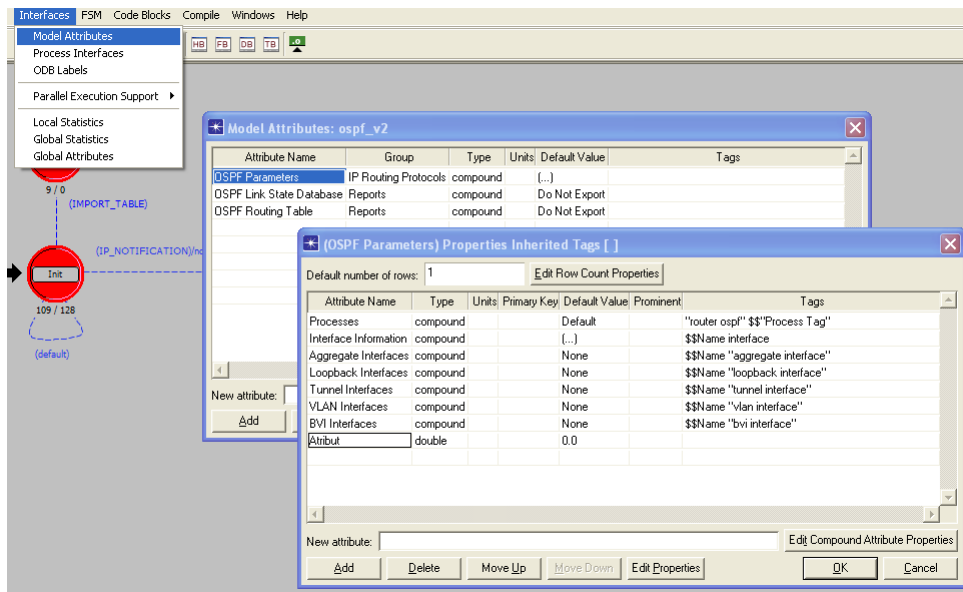 Interfaces FSM Code Blocks Compile Windows Help
Model Attributes
Process Interfaces
ODB Labels
Parallel Execution Support
Local Statistics
Global Statistics
Global Attributes
HB FB DB TB
9 / 0
(IMPORT_TABLE)
(IP_NOTIFICATION)/
Init
109 / 128
(default)
Model Attributes: ospf_v2
Attribute Name Group Type Units Default Value Tags
OSPF Parameters IP Routing Protocols compound (...)
OSPF Link State Database Reports compound Do Not Export
OSPF Routing Table Reports compound Do Not Export
New attribute:
Add
(OSPF Parameters) Properties Inherited Tags [ ]
Default number of rows: 1 Edit Row Count Properties
Attribute Name Type Units Primary Key Default Value Prominent Tags
Processes compound Default "router ospf" $$"Process Tag"
Interface Information compound (...) $$Name interface
Aggregate Interfaces compound None $$Name "aggregate interface"
Loopback Interfaces compound None $$Name "loopback interface"
Tunnel Interfaces compound None $$Name "tunnel interface"
VLAN Interfaces compound None $$Name "vlan interface"
BVI Interfaces compound None $$Name "bvi interface"
Atribut double 0.0
New attribute: Edit Compound Attribute Properties
Add Delete Move Up Move Down Edit Properties OK Cancel